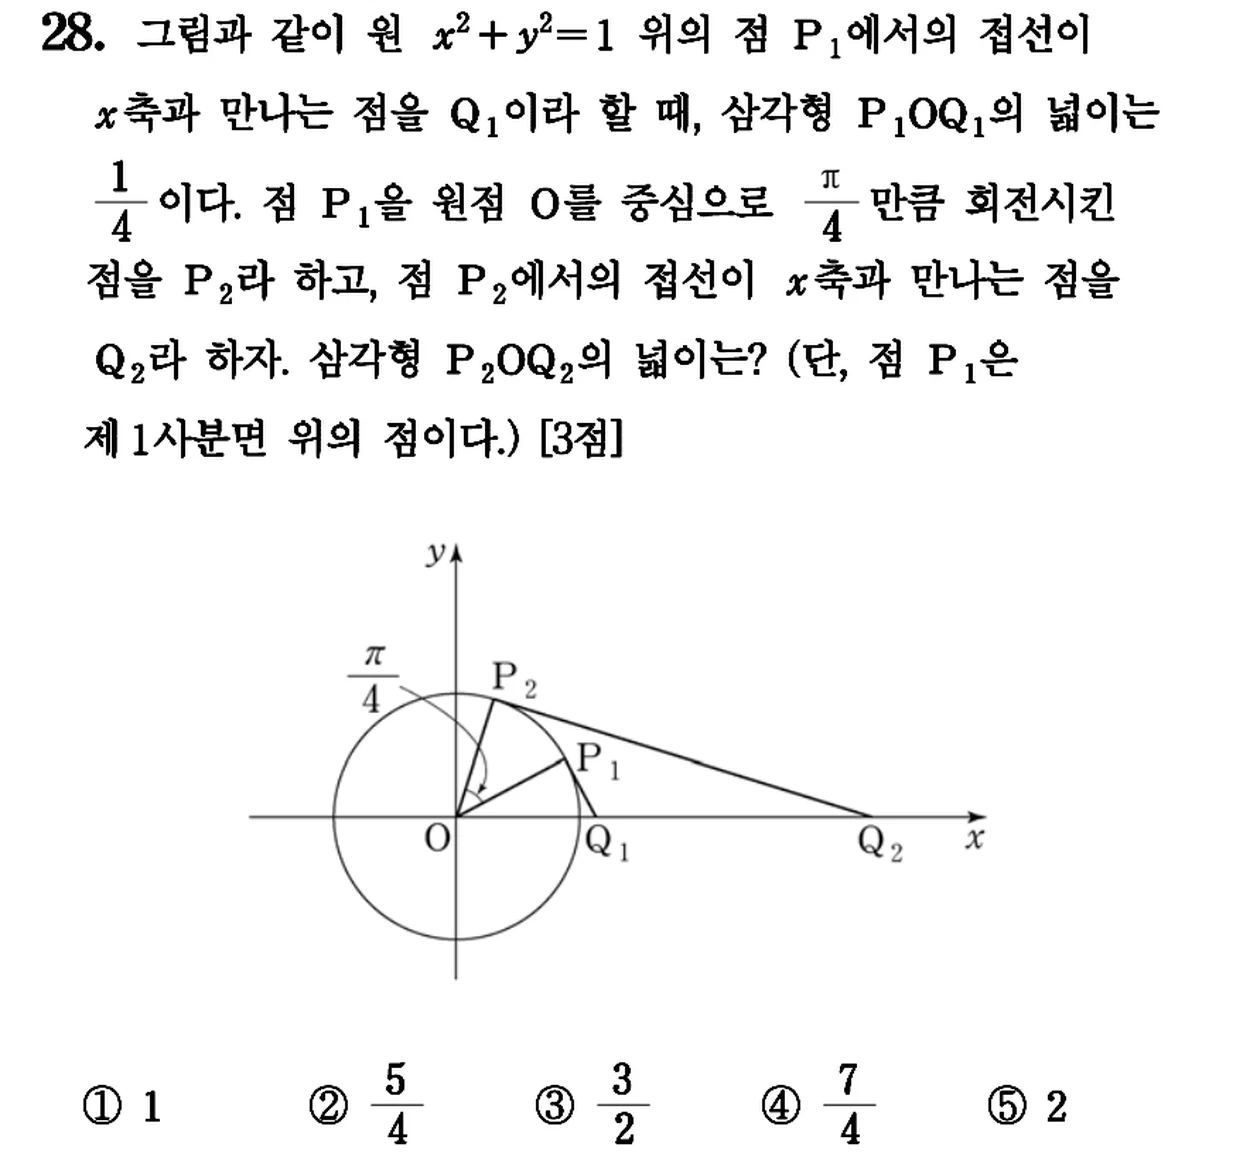 28. 그림과 같이 원 x²+y²=1 위의 점 P₁에서의 접선이
x축과 만나는 점을 Q₁이라 할 때, 삼각형 P₁OQ₁의 넓이는
1/4 이다. 점 P₁을 원점 O를 중심으로 π/4 만큼 회전시킨
점을 P₂라 하고, 점 P₂에서의 접선이 x축과 만나는 점을
Q₂라 하자. 삼각형 P₂OQ₂의 넓이는? (단, 점 P₁은
제1사분면 위의 점이다.) [3점]
y
π/4
P₂
P₁
O
Q₁
Q₂
x
① 1 ② 5/4 ③ 3/2 ④ 7/4 ⑤ 2